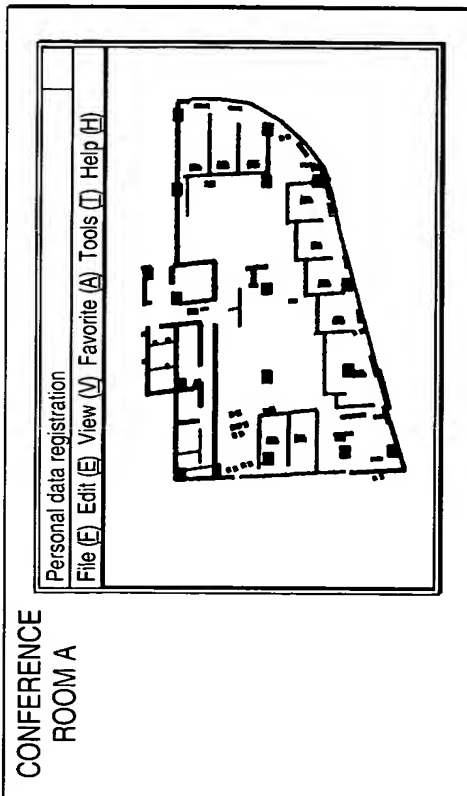 CONFERENCE
ROOM A
Personal data registration
File (F) Edit (E) View (V) Favorite (A) Tools (T) Help (H)